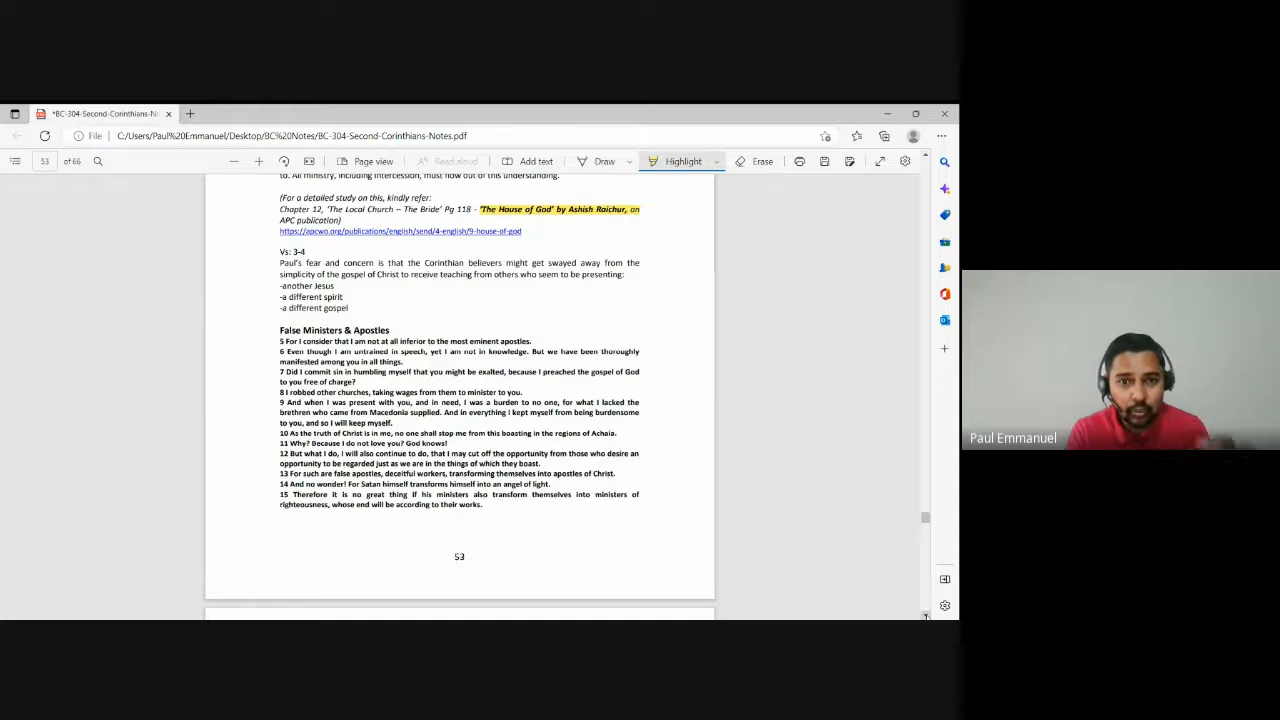 *BC-304-Second-Corinthians-No
File
C:/Users/Paul%20Emmanuel/Desktop/BC%20Notes/BC-304-Second-Corinthians-Notes.pdf
53 of 66
Page view
Read aloud
Add text
Draw
Highlight
Erase
to. All ministry, including intercession, must flow out of this understanding.
(For a detailed study on this, kindly refer:
Chapter 12, 'The Local Church – The Bride' Pg 118 - 'The House of God' by Ashish Raichur, an
APC publication)
https://apcwo.org/publications/english/send/4-english/9-house-of-god
Vs: 3-4
Paul's fear and concern is that the Corinthian believers might get swayed away from the
simplicity of the gospel of Christ to receive teaching from others who seem to be presenting:
-another Jesus
-a different spirit
-a different gospel
False Ministers & Apostles
5 For I consider that I am not at all inferior to the most eminent apostles.
6 Even though I am untrained in speech, yet I am not in knowledge. But we have been thoroughly
manifested among you in all things.
7 Did I commit sin in humbling myself that you might be exalted, because I preached the gospel of God
to you free of charge?
8 I robbed other churches, taking wages from them to minister to you.
9 And when I was present with you, and in need, I was a burden to no one, for what I lacked the
brethren who came from Macedonia supplied. And in everything I kept myself from being burdensome
to you, and so I will keep myself.
10 As the truth of Christ is in me, no one shall stop me from this boasting in the regions of Achaia.
11 Why? Because I do not love you? God knows!
12 But what I do, I will also continue to do, that I may cut off the opportunity from those who desire an
opportunity to be regarded just as we are in the things of which they boast.
13 For such are false apostles, deceitful workers, transforming themselves into apostles of Christ.
14 And no wonder! For Satan himself transforms himself into an angel of light.
15 Therefore it is no great thing if his ministers also transform themselves into ministers of
righteousness, whose end will be according to their works.
53
Paul Emmanuel